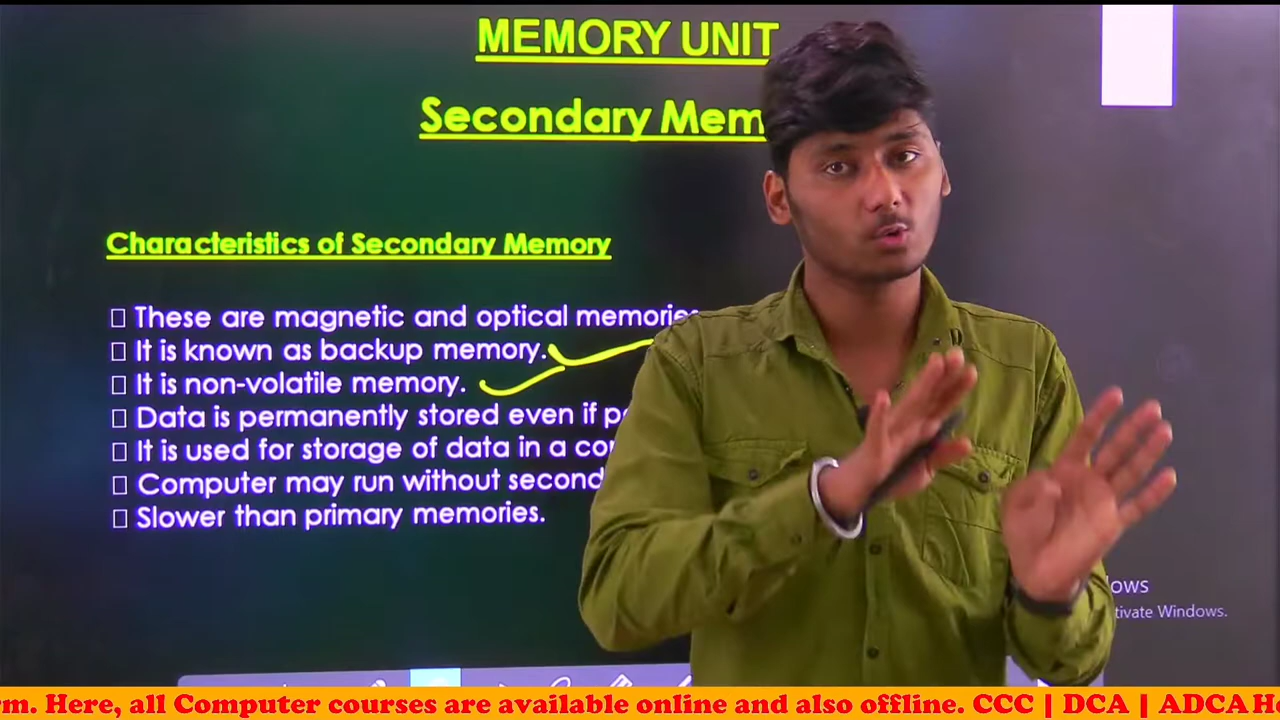 MEMORY UNIT
Secondary Mem
Characteristics of Secondary Memory
These are magnetic and optical memories
It is known as backup memory.
It is non-volatile memory.
Data is permanently stored even if p
It is used for storage of data in a co
Computer may run without second
Slower than primary memories.
ows
tivate Windows.
rm. Here, all Computer courses are available online and also offline. CCC | DCA | ADCA H